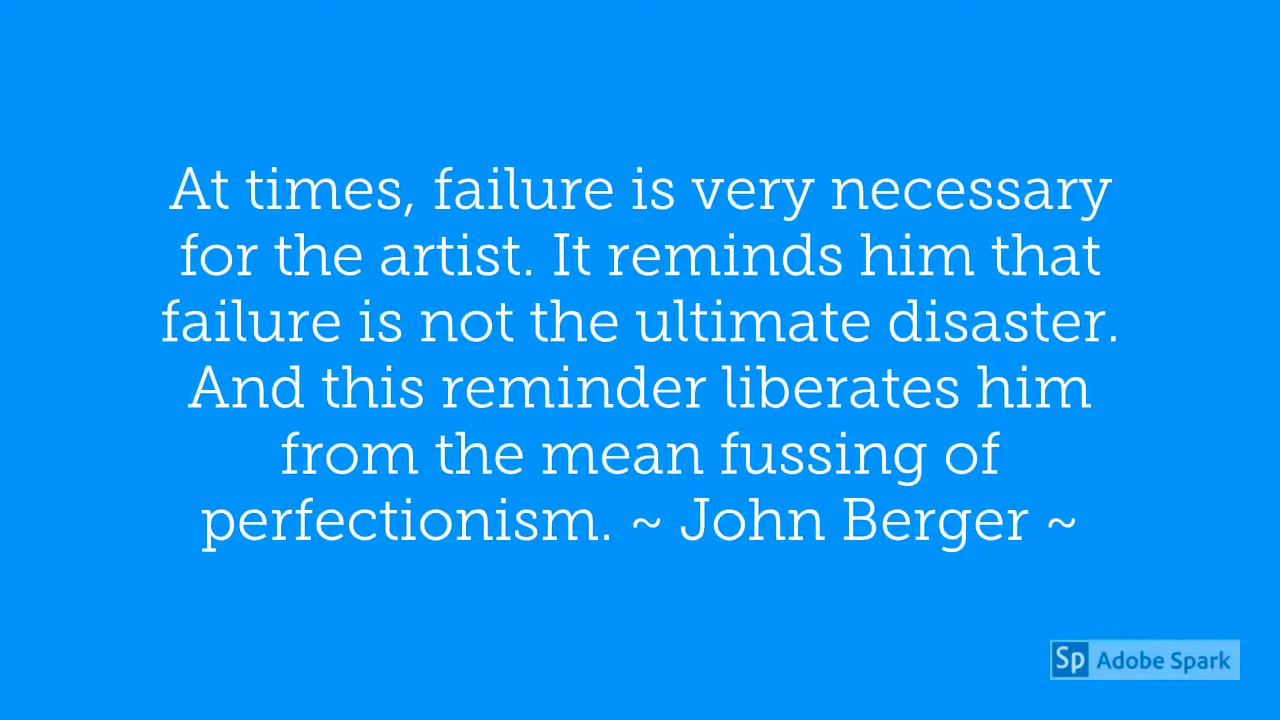 At times, failure is very necessary
for the artist. It reminds him that
failure is not the ultimate disaster.
And this reminder liberates him
from the mean fussing of
perfectionism. ~ John Berger ~
Sp Adobe Spark